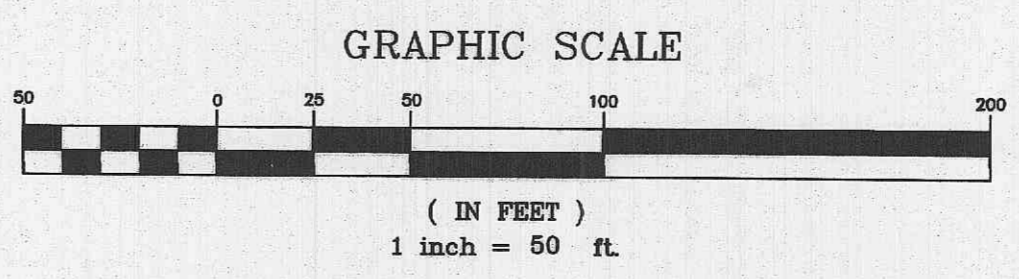 GRAPHIC SCALE
50 0 25 50 100 200
( IN FEET )
1 inch = 50 ft.